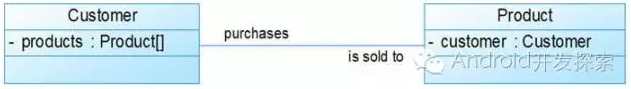 Customer
- products : Product[]
purchases
is sold to
Product
- customer : Customer
Android开发探索